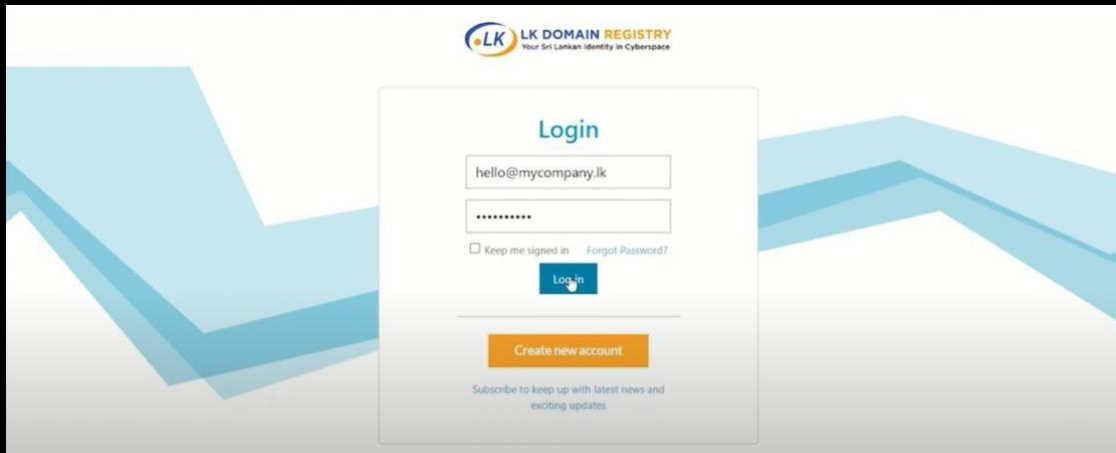 .LK LK DOMAIN REGISTRY
Your Sri Lankan Identity in Cyberspace
Login
hello@mycompany.lk
••••••••••
Keep me signed in Forgot Password?
Log in
Create new account
Subscribe to keep up with latest news and
exciting updates